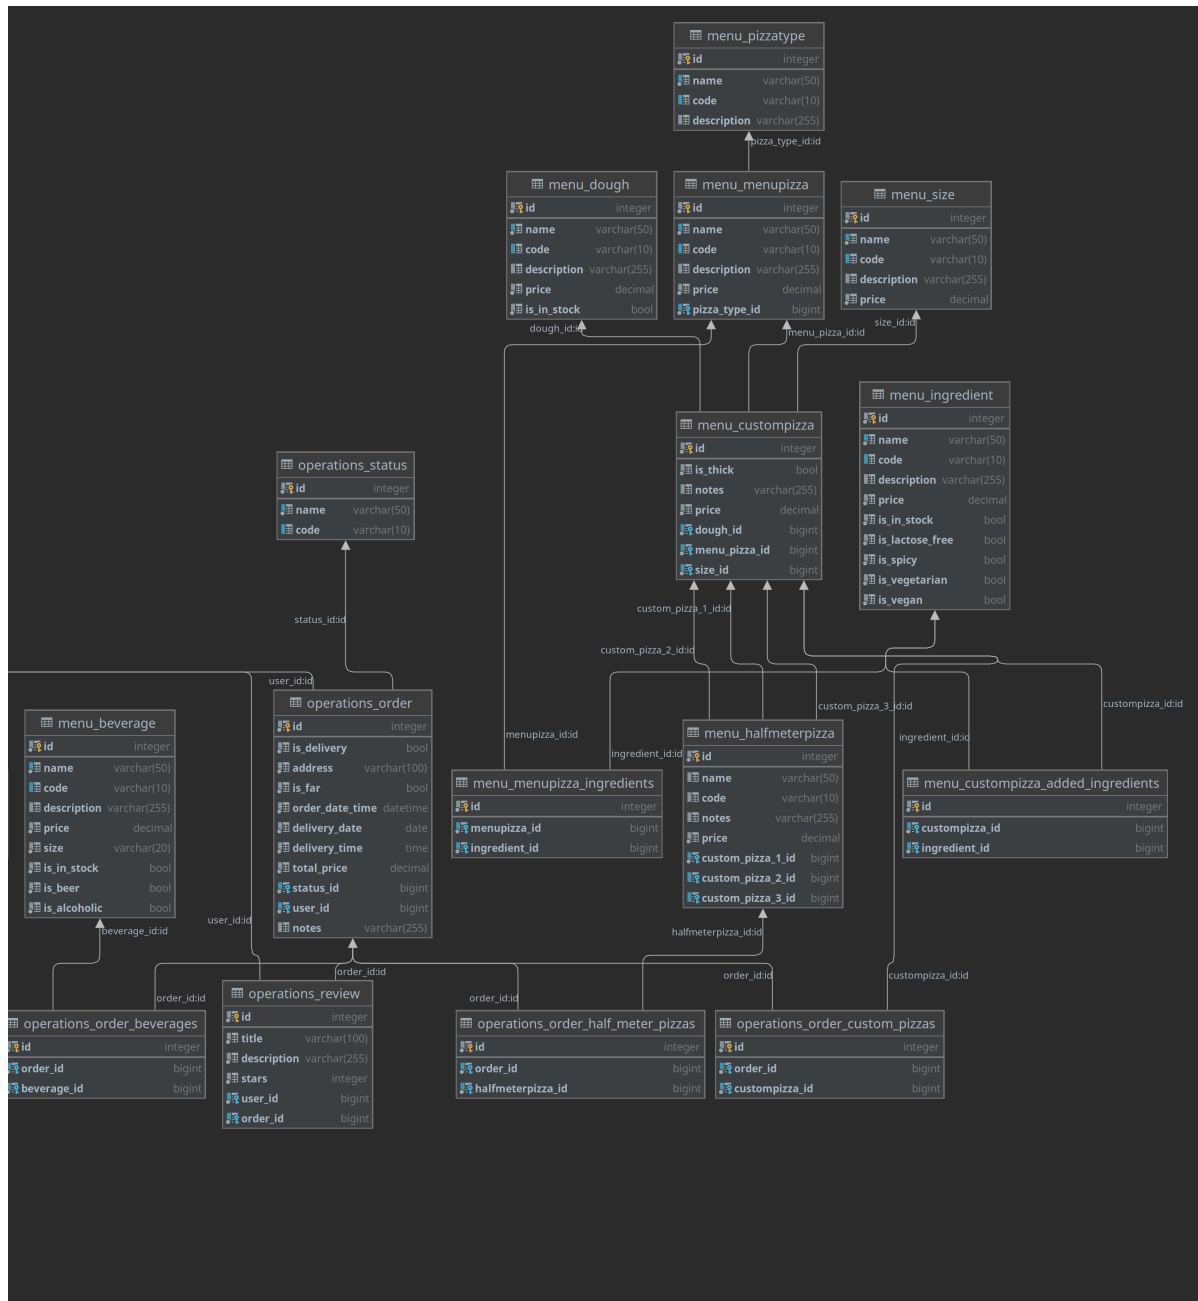 menu_pizzatype
id integer
name varchar(50)
code varchar(10)
description varchar(255)
pizza_type_id:id
menu_dough
id integer
name varchar(50)
code varchar(10)
description varchar(255)
price decimal
is_in_stock bool
menu_menupizza
id integer
name varchar(50)
code varchar(10)
description varchar(255)
price decimal
pizza_type_id bigint
menu_size
id integer
name varchar(50)
code varchar(10)
description varchar(255)
price decimal
dough_id:id
menu_pizza_id:id
size_id:id
menu_custompizza
id integer
is_thick bool
notes varchar(255)
price decimal
dough_id bigint
menu_pizza_id bigint
size_id bigint
menu_ingredient
id integer
name varchar(50)
code varchar(10)
description varchar(255)
price decimal
is_in_stock bool
is_lactose_free bool
is_spicy bool
is_vegetarian bool
is_vegan bool
operations_status
id integer
name varchar(50)
code varchar(10)
status_id:id
custom_pizza_1_id:id
custom_pizza_2_id:id
custom_pizza_3_id:id
user_id:id
menu_beverage
id integer
name varchar(50)
code varchar(10)
description varchar(255)
price decimal
size varchar(20)
is_in_stock bool
is_beer bool
is_alcoholic bool
operations_order
id integer
is_delivery bool
address varchar(100)
is_far bool
order_date_time datetime
delivery_date date
delivery_time time
total_price decimal
status_id bigint
user_id bigint
notes varchar(255)
menupizza_id:id
ingredient_id:id
menu_menupizza_ingredients
id integer
menupizza_id bigint
ingredient_id bigint
menu_halfmeterpizza
id integer
name varchar(50)
code varchar(10)
notes varchar(255)
price decimal
custom_pizza_1_id bigint
custom_pizza_2_id bigint
custom_pizza_3_id bigint
custompizza_id:id
ingredient_id:id
menu_custompizza_added_ingredients
id integer
custompizza_id bigint
ingredient_id bigint
user_id:id
beverage_id:id
halfmeterpizza_id:id
order_id:id
order_id:id
order_id:id
order_id:id
custompizza_id:id
operations_order_beverages
id integer
order_id bigint
beverage_id bigint
operations_review
id integer
title varchar(100)
description varchar(255)
stars integer
user_id bigint
order_id bigint
operations_order_half_meter_pizzas
id integer
order_id bigint
halfmeterpizza_id bigint
operations_order_custom_pizzas
id integer
order_id bigint
custompizza_id bigint